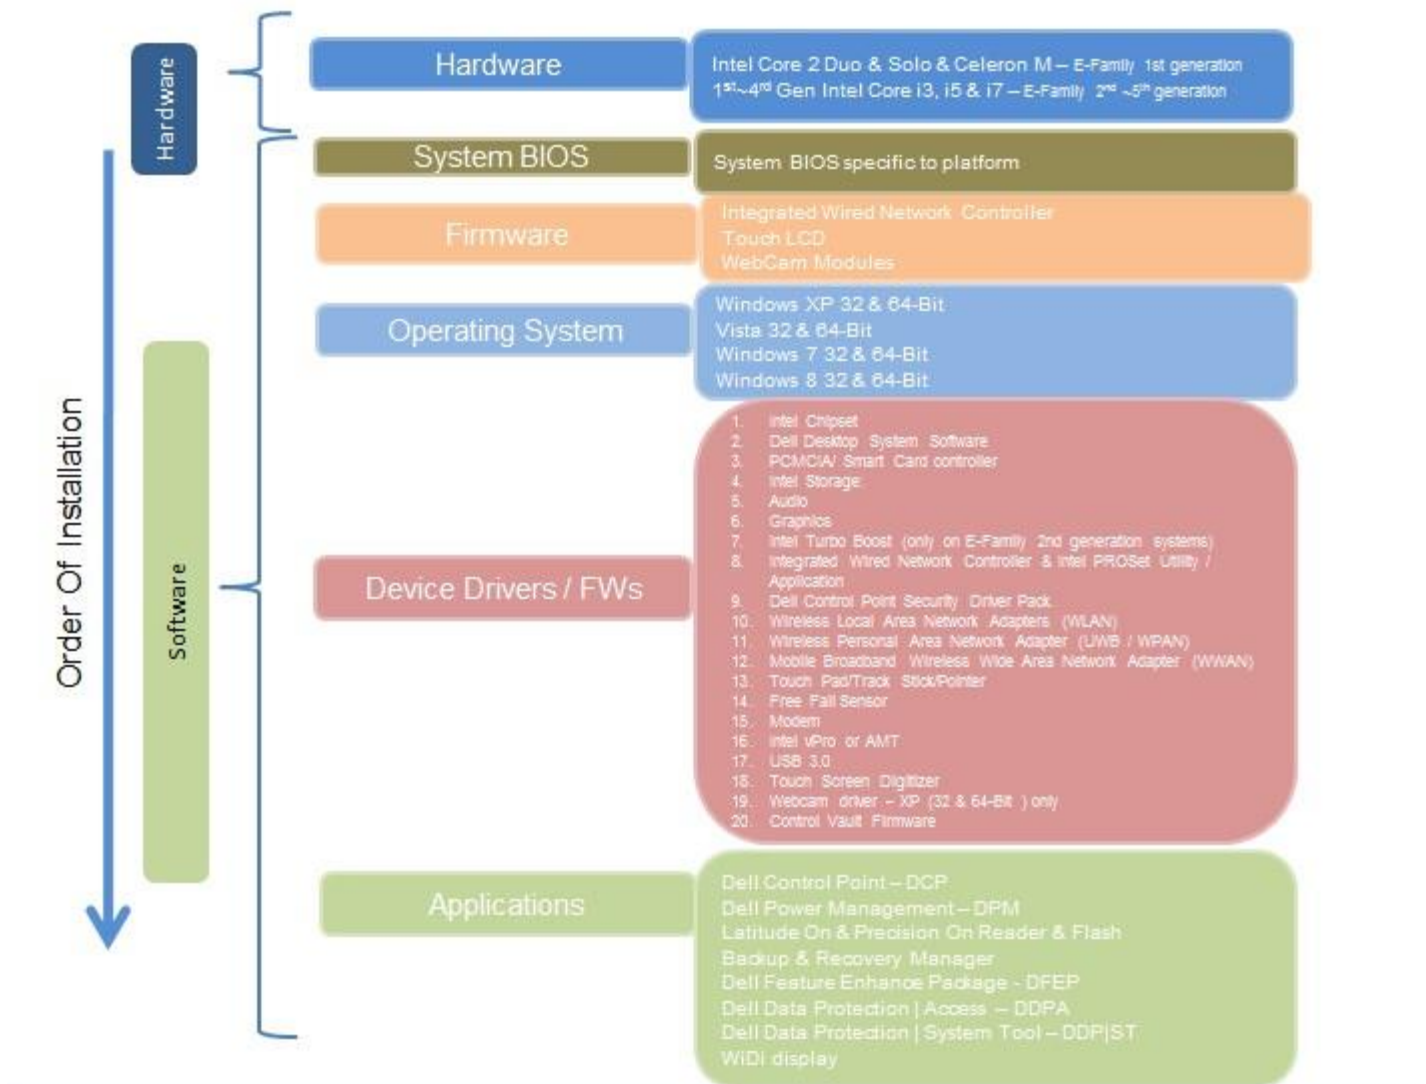 Hardware
Order Of Installation
Software
Hardware
Intel Core 2 Duo & Solo & Celeron M – E-Family 1st generation
1st~4rd Gen Intel Core i3, i5 & i7 – E-Family 2nd ~5th generation
System BIOS
System BIOS specific to platform
Firmware
Integrated Wired Network Controller
Touch LCD
WebCam Modules
Operating System
Windows XP 32 & 64-Bit
Vista 32 & 64-Bit
Windows 7 32 & 64-Bit
Windows 8 32 & 64-Bit
Device Drivers / FWs
1. Intel Chipset
2. Dell Desktop System Software
3. PCMCIA/ Smart Card controller
4. Intel Storage
5. Audio
6. Graphics
7. Intel Turbo Boost (only on E-Family 2nd generation systems)
8. Integrated Wired Network Controller & Intel PROSet Utility /
Application
9. Dell Control Point Security Driver Pack
10. Wireless Local Area Network Adapters (WLAN)
11. Wireless Personal Area Network Adapter (UWB / WPAN)
12. Mobile Broadband Wireless Wide Area Network Adapter (WWAN)
13. Touch Pad/Track Stick/Pointer
14. Free Fall Sensor
15. Modem
16. Intel vPro or AMT
17. USB 3.0
18. Touch Screen Digitizer
19. Webcam driver – XP (32 & 64-Bit ) only
20. Control Vault Firmware
Applications
Dell Control Point – DCP
Dell Power Management – DPM
Latitude On & Precision On Reader & Flash
Backup & Recovery Manager
Dell Feature Enhance Package - DFEP
Dell Data Protection | Access – DDPA
Dell Data Protection | System Tool – DDP|ST
WiDi display